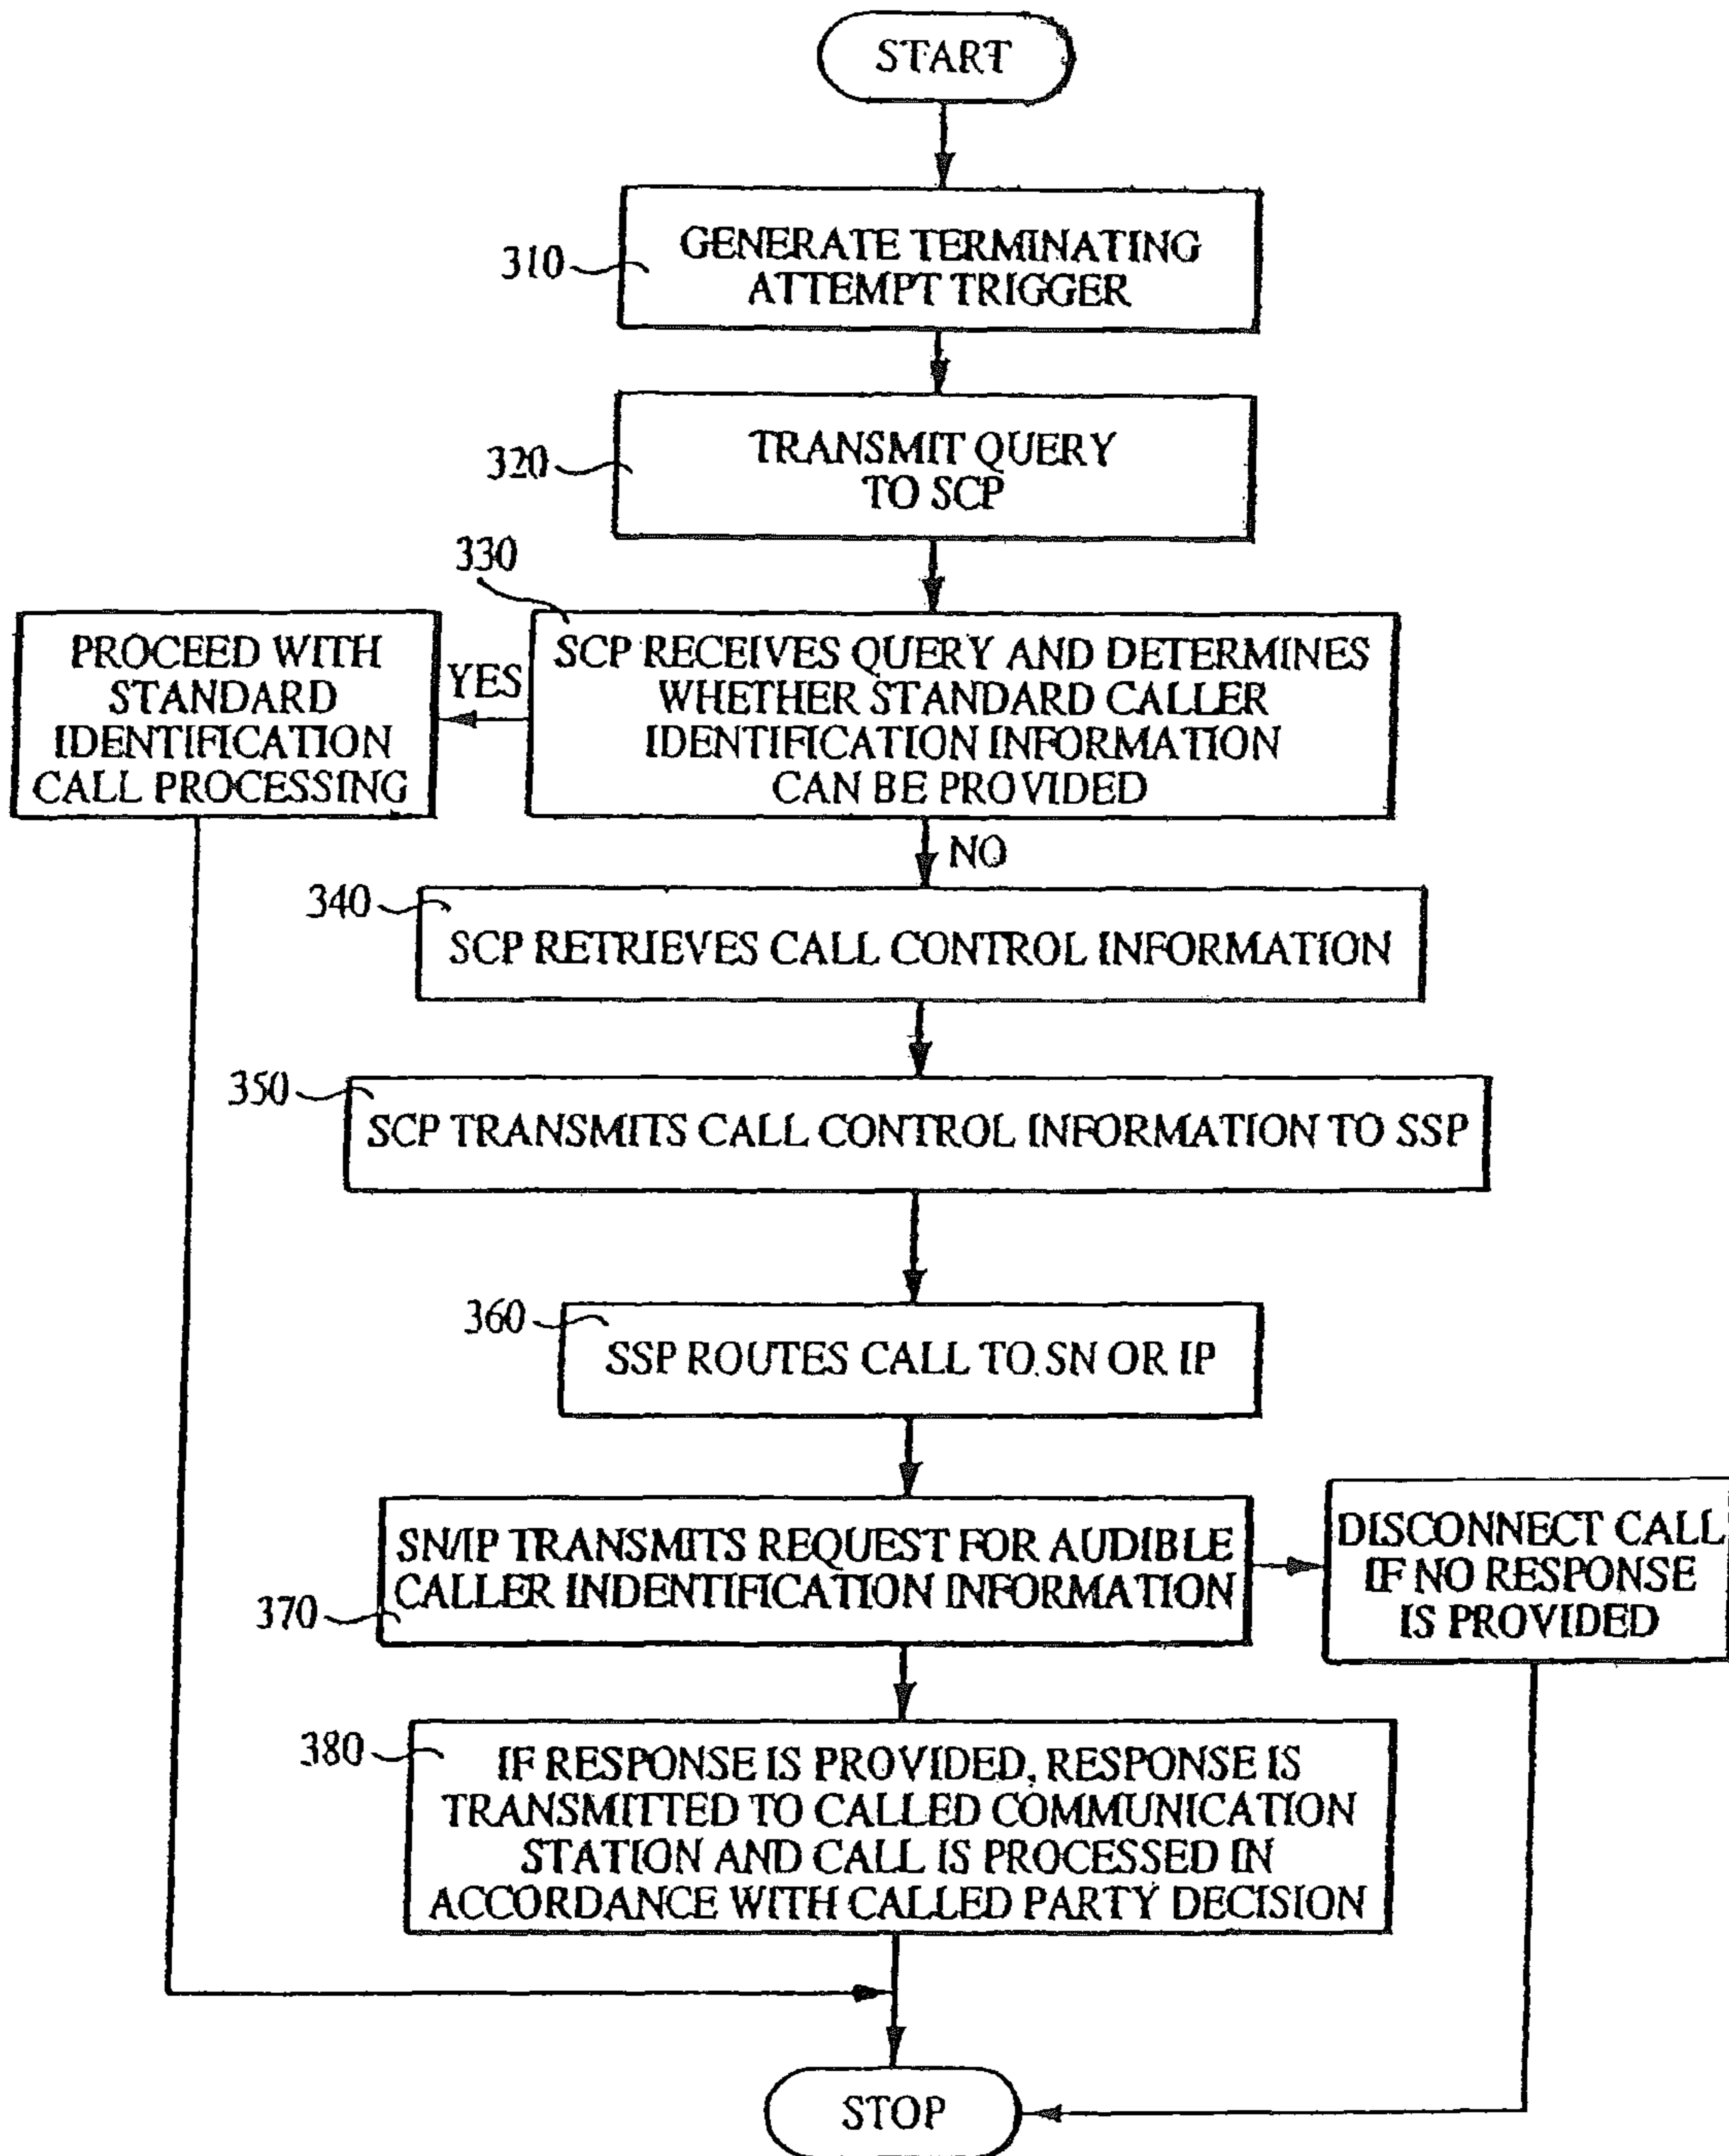 START
310
GENERATE TERMINATING
ATTEMPT TRIGGER
320
TRANSMIT QUERY
TO SCP
330
PROCEED WITH
STANDARD
IDENTIFICATION
CALL PROCESSING
YES
SCP RECEIVES QUERY AND DETERMINES
WHETHER STANDARD CALLER
IDENTIFICATION INFORMATION
CAN BE PROVIDED
NO
340
SCP RETRIEVES CALL CONTROL INFORMATION
350
SCP TRANSMITS CALL CONTROL INFORMATION TO SSP
360
SSP ROUTES CALL TO SN OR IP
370
SN/IP TRANSMITS REQUEST FOR AUDIBLE
CALLER INDENTIFICATION INFORMATION
DISCONNECT CALL
IF NO RESPONSE
IS PROVIDED
380
IF RESPONSE IS PROVIDED, RESPONSE IS
TRANSMITTED TO CALLED COMMUNICATION
STATION AND CALL IS PROCESSED IN
ACCORDANCE WITH CALLED PARTY DECISION
STOP